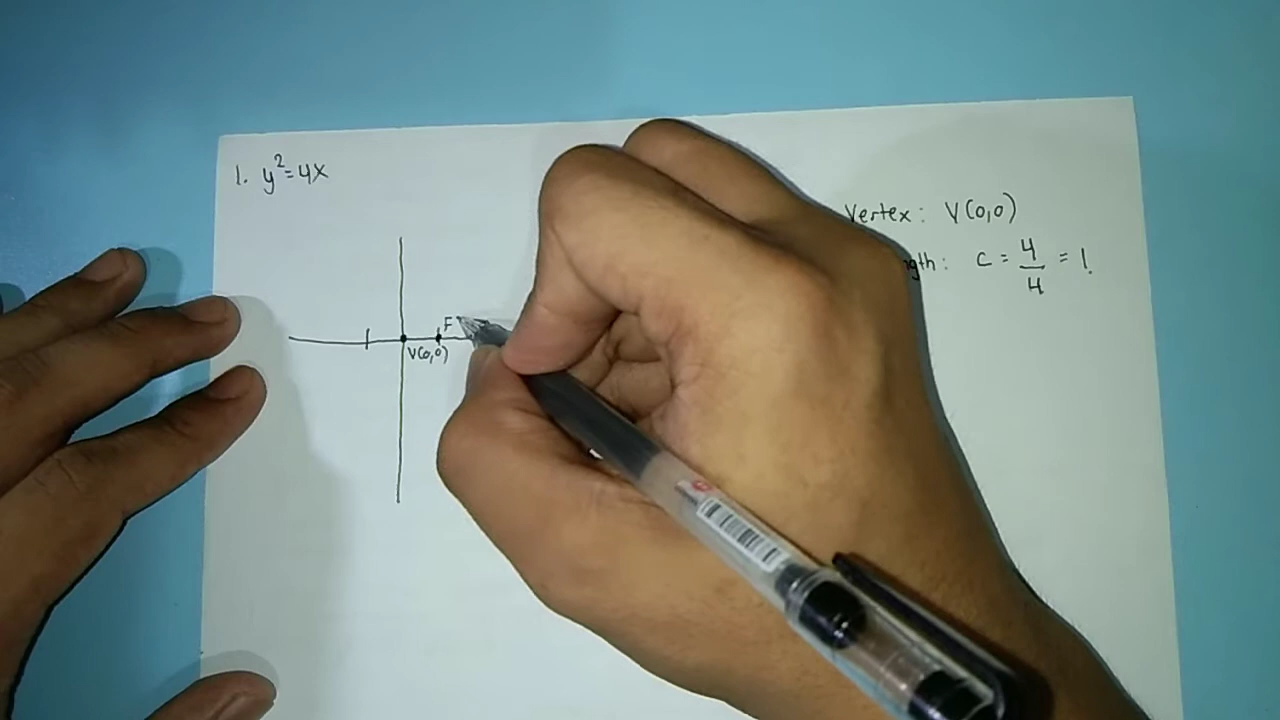 1. y²=4x
Vertex: V(0,0)
c = 4/4 = 1.
F
V(0,0)